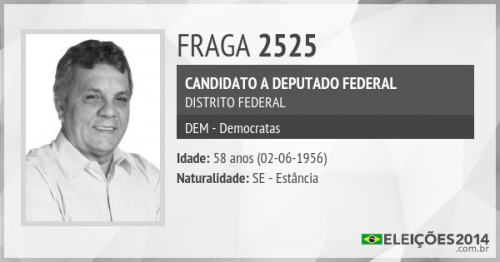 FRAGA 2525
CANDIDATO A DEPUTADO FEDERAL
DISTRITO FEDERAL
DEM - Democratas
Idade: 58 anos (02-06-1956)
Naturalidade: SE - Estância
ELEIÇÕES2014
.com.br